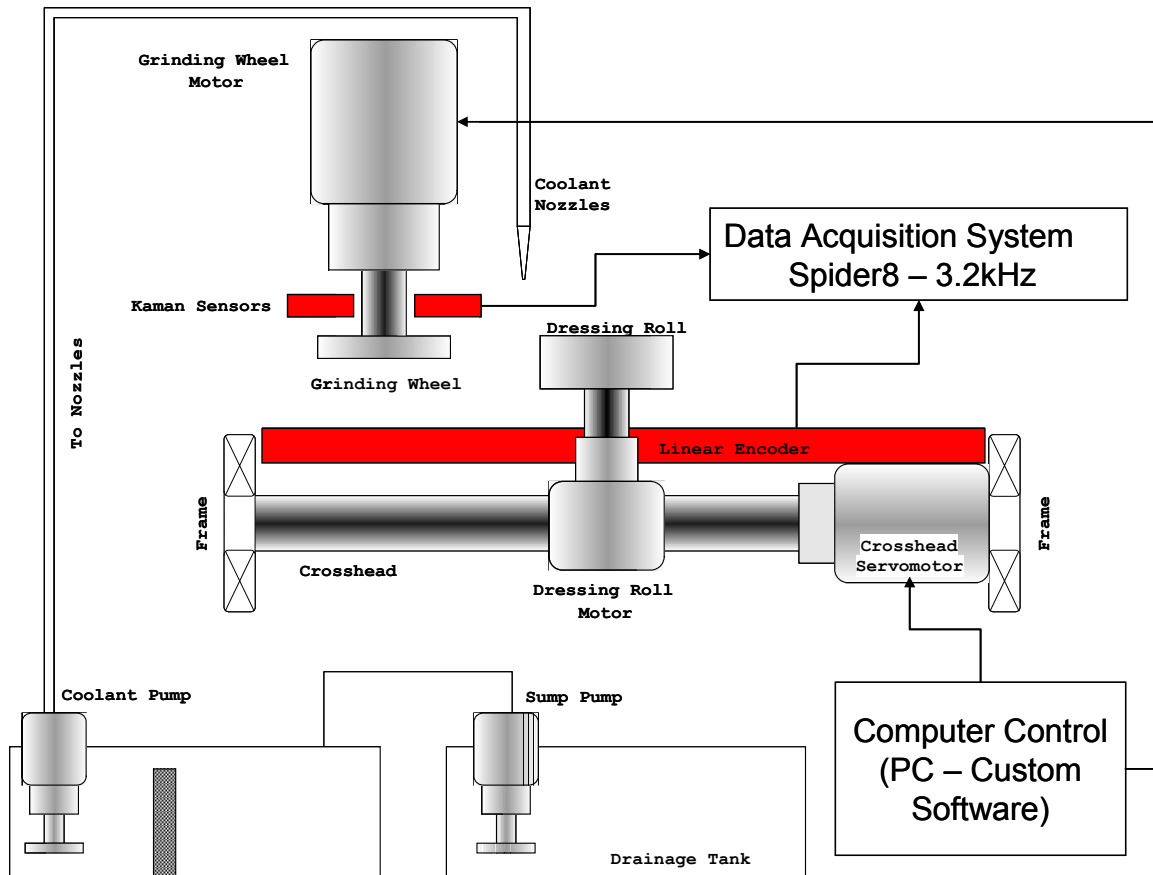 Grinding Wheel
Motor
Coolant
Nozzles
Data Acquisition System
Spider8 – 3.2kHz
Kaman Sensors
Dressing Roll
Grinding Wheel
To Nozzles
Linear Encoder
Frame
Frame
Crosshead
Servomotor
Crosshead
Dressing Roll
Motor
Coolant Pump
Sump Pump
Computer Control
(PC – Custom
Software)
Drainage Tank